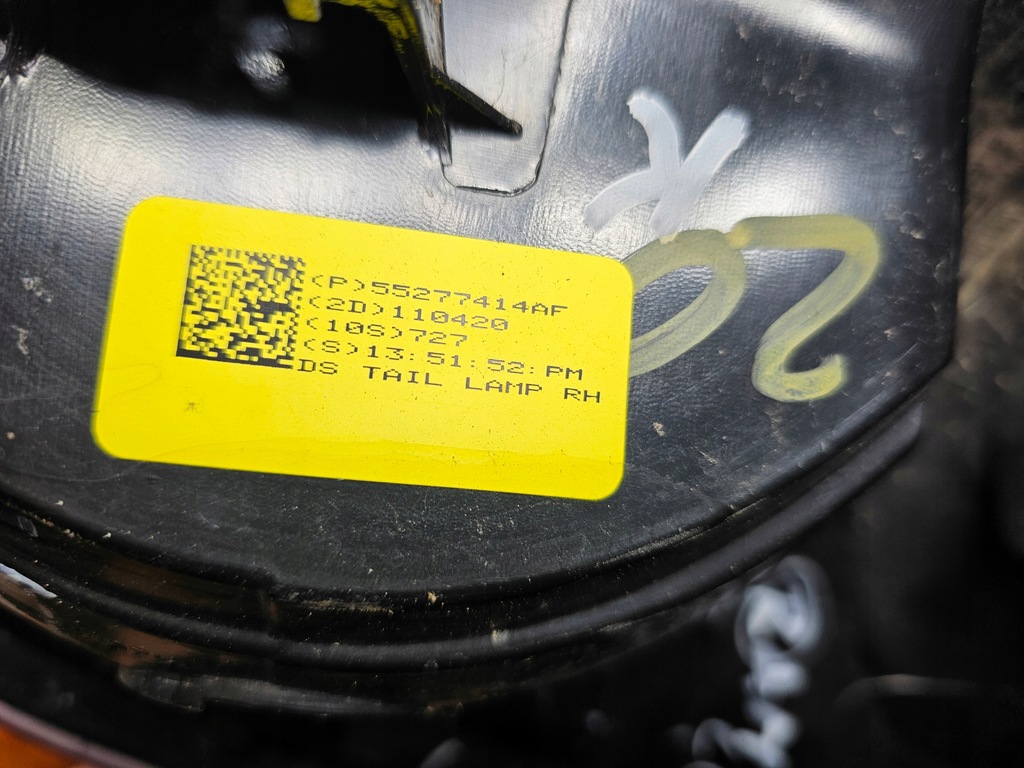 (P)55277414AF
(2D)110420
(10S)727
(S)13:51:52:PM
DS TAIL LAMP RH